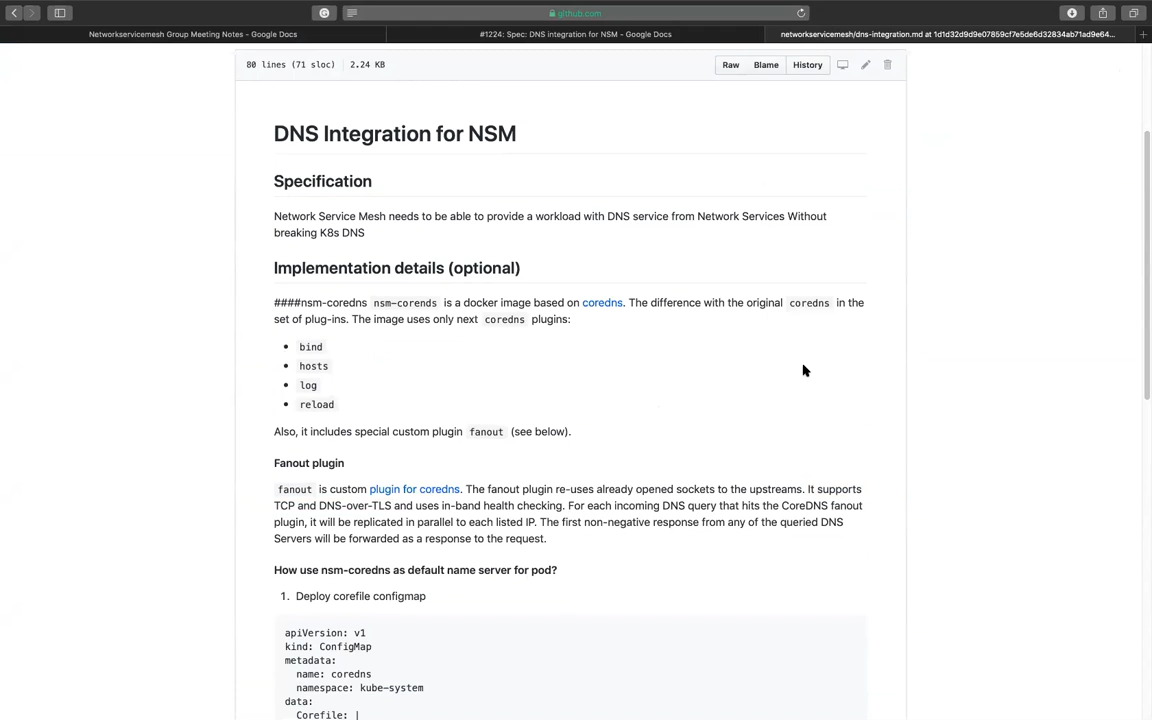 github.com
Networkservicemesh Group Meeting Notes - Google Docs
#1224: Spec: DNS integration for NSM - Google Docs
networkservicemesh/dns-integration.md at 1d1d32d9d9e07859cf7e5de6d32834ab71ad9e64...
80 lines (71 sloc) 2.24 KB
Raw Blame History
DNS Integration for NSM
Specification
Network Service Mesh needs to be able to provide a workload with DNS service from Network Services Without
breaking K8s DNS
Implementation details (optional)
####nsm-coredns nsm-corends is a docker image based on coredns. The difference with the original coredns in the
set of plug-ins. The image uses only next coredns plugins:
• bind
• hosts
• log
• reload
Also, it includes special custom plugin fanout (see below).
Fanout plugin
fanout is custom plugin for coredns. The fanout plugin re-uses already opened sockets to the upstreams. It supports
TCP and DNS-over-TLS and uses in-band health checking. For each incoming DNS query that hits the CoreDNS fanout
plugin, it will be replicated in parallel to each listed IP. The first non-negative response from any of the queried DNS
Servers will be forwarded as a response to the request.
How use nsm-coredns as default name server for pod?
1. Deploy corefile configmap
apiVersion: v1
kind: ConfigMap
metadata:
  name: coredns
  namespace: kube-system
data:
  Corefile: |